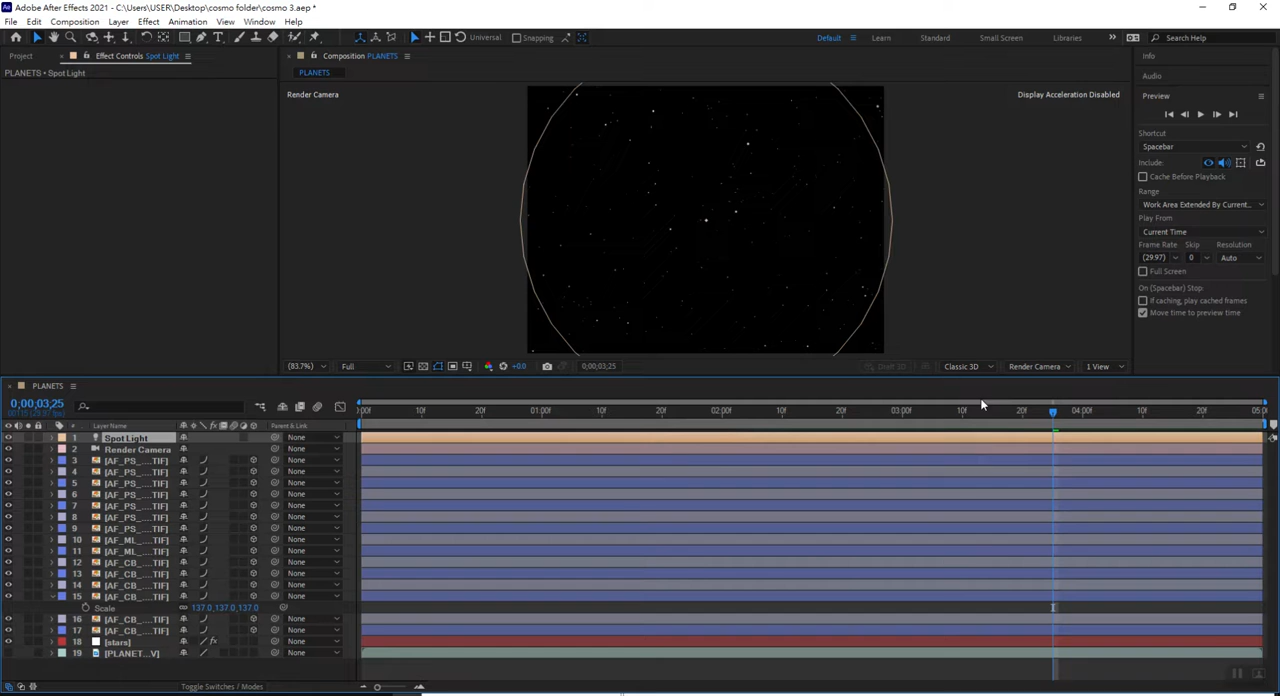 Adobe After Effects 2021 - C:\Users\USER\Desktop\cosmo folder\cosmo 3.aep *
File Edit Composition Layer Effect Animation View Window Help
Universal Snapping Default Learn Standard Small Screen Libraries Search Help
Project Effect Controls Spot Light Composition PLANETS Info
PLANETS • Spot Light PLANETS Audio
Render Camera Display Acceleration Disabled Preview
Shortcut
Spacebar
Include:
Cache Before Playback
Range
Work Area Extended By Current...
Play From
Current Time
Frame Rate Skip Resolution
(29.97) 0 Auto
Full Screen
On (Spacebar) Stop:
If caching, play cached frames
Move time to preview time
(83.7%) Full +0.0 0;00;03;25 Draft 3D Classic 3D Render Camera 1 View
PLANETS
0;00;03;25
00115 (29.97 fps)
:00f 10f 20f 01:00f 10f 20f 02:00f 10f 20f 03:00f 10f 20f 04:00f 10f 20f 05:0
# Layer Name Parent & Link
1 Spot Light None
2 Render Camera None
3 [AF_PS_....TIF] None
4 [AF_PS_....TIF] None
5 [AF_PS_....TIF] None
6 [AF_PS_....TIF] None
7 [AF_PS_....TIF] None
8 [AF_PS_....TIF] None
9 [AF_PS_....TIF] None
10 [AF_ML_....TIF] None
11 [AF_ML_....TIF] None
12 [AF_CB_....TIF] None
13 [AF_CB_....TIF] None
14 [AF_CB_....TIF] None
15 [AF_CB_....TIF] None
Scale 137.0,137.0,137.0
16 [AF_CB_....TIF] None
17 [AF_CB_....TIF] None
18 [stars] None
19 [PLANET...V] None
Toggle Switches / Modes